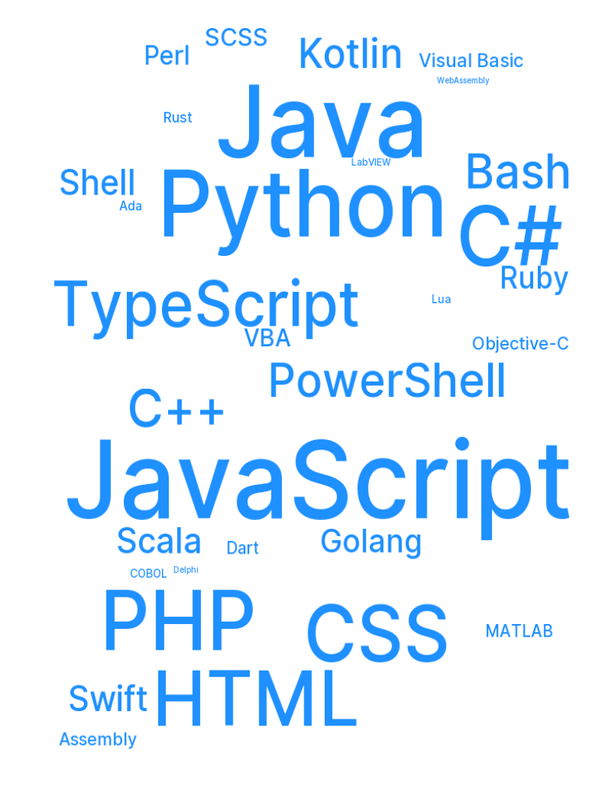 SCSS
Perl
Kotlin
Visual Basic
WebAssembly
Java
Rust
LabVIEW
Shell
Bash
Ada
Python
C#
Ruby
TypeScript
Lua
VBA
Objective-C
PowerShell
C++
JavaScript
Scala
Dart
Golang
COBOL
Delphi
PHP
CSS
MATLAB
Swift
HTML
Assembly